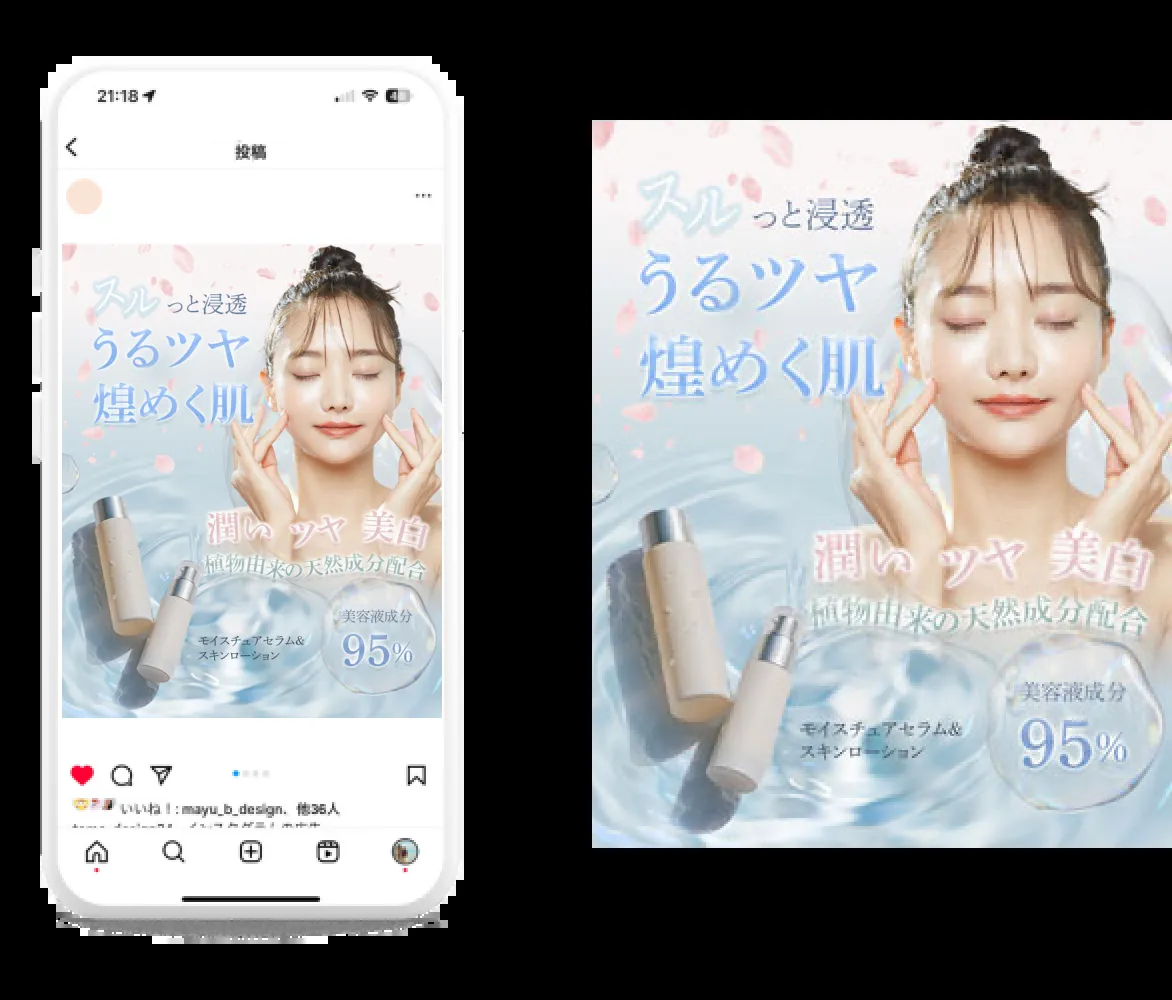 21:18
投稿
スルっと浸透
うるツヤ
煌めく肌
潤い ツヤ 美白
植物由来の天然成分配合
美容液成分
95%
モイスチュアセラム&
スキンローション
いいね!: mayu_b_design、他36人
スルっと浸透
うるツヤ
煌めく肌
潤い ツヤ 美白
植物由来の天然成分配合
美容液成分
95%
モイスチュアセラム&
スキンローション